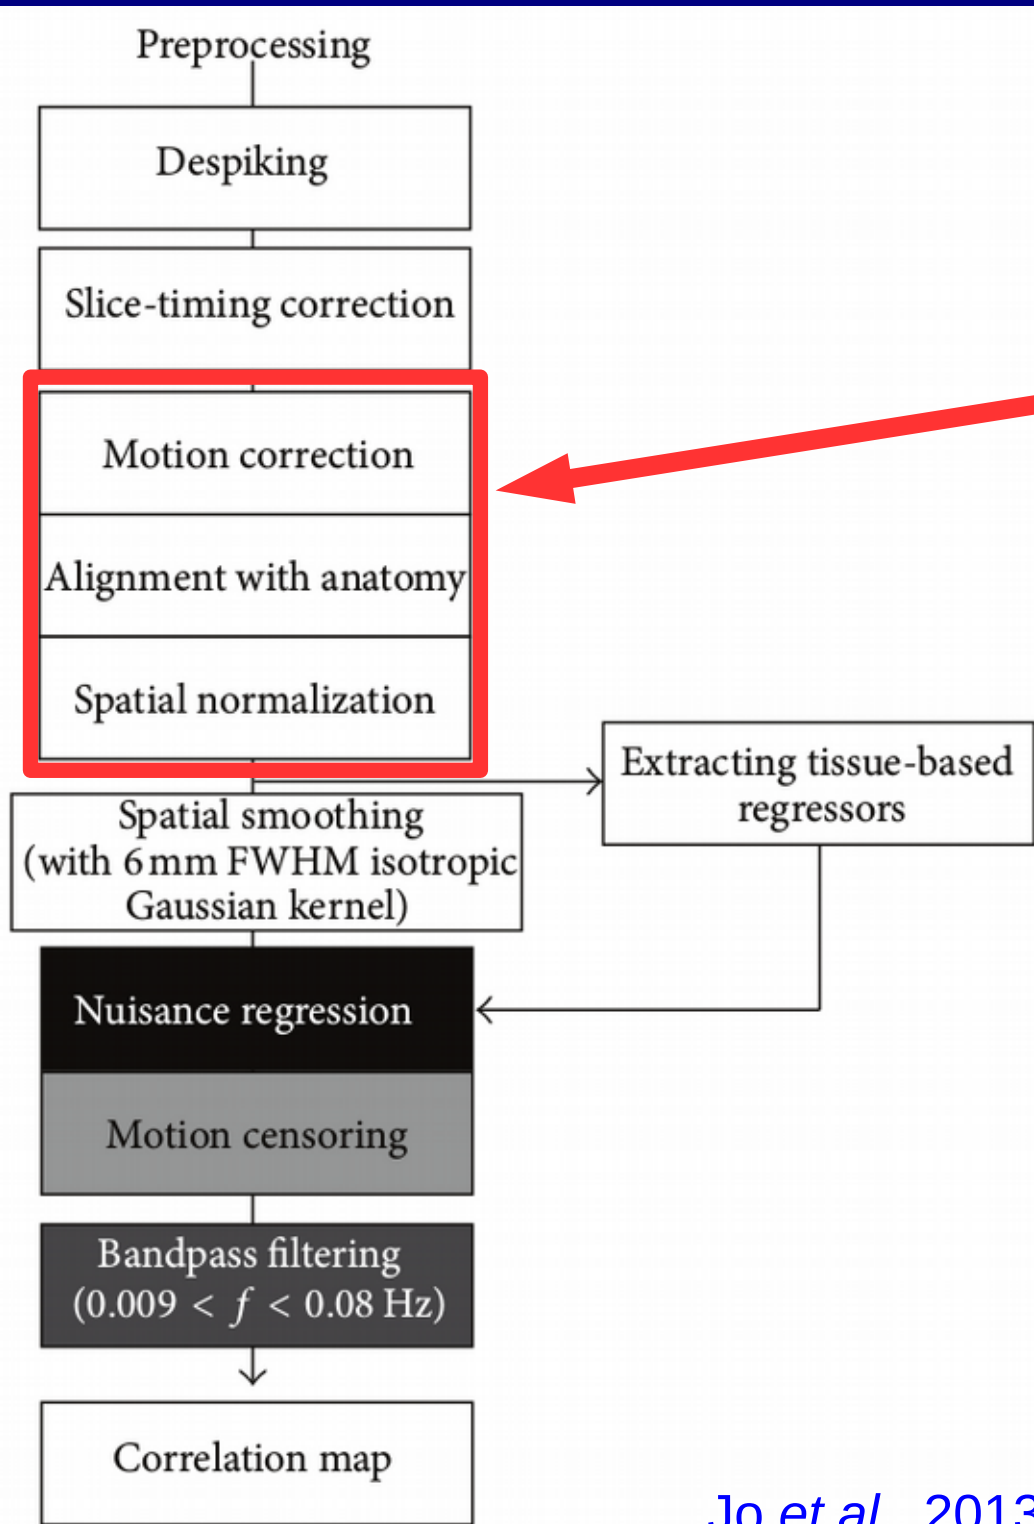 Preprocessing
Despiking
Slice-timing correction
Motion correction
Alignment with anatomy
Spatial normalization
Extracting tissue-based
regressors
Spatial smoothing
(with 6 mm FWHM isotropic
Gaussian kernel)
Nuisance regression
Motion censoring
Bandpass filtering
(0.009 < f < 0.08 Hz)
Correlation map
Jo et al., 2013